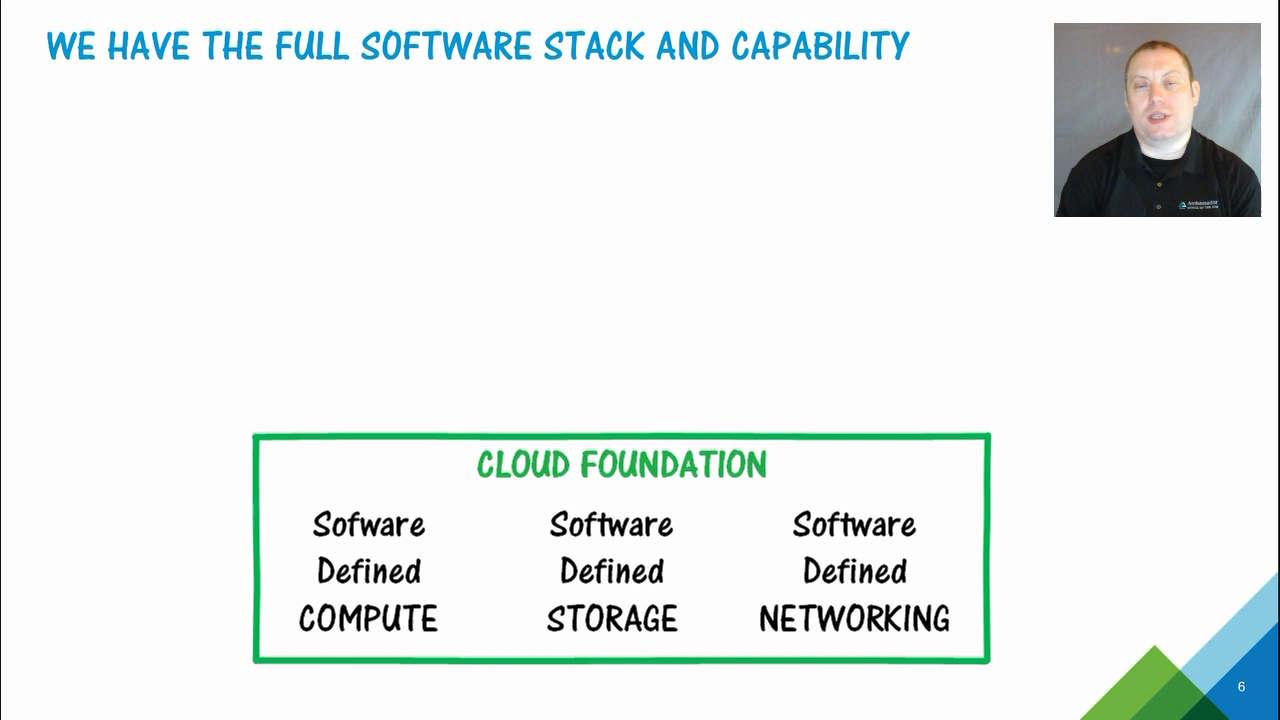 WE HAVE THE FULL SOFTWARE STACK AND CAPABILITY
Ambassador
CLOUD FOUNDATION
Sofware
Defined
COMPUTE
Software
Defined
STORAGE
Software
Defined
NETWORKING
6